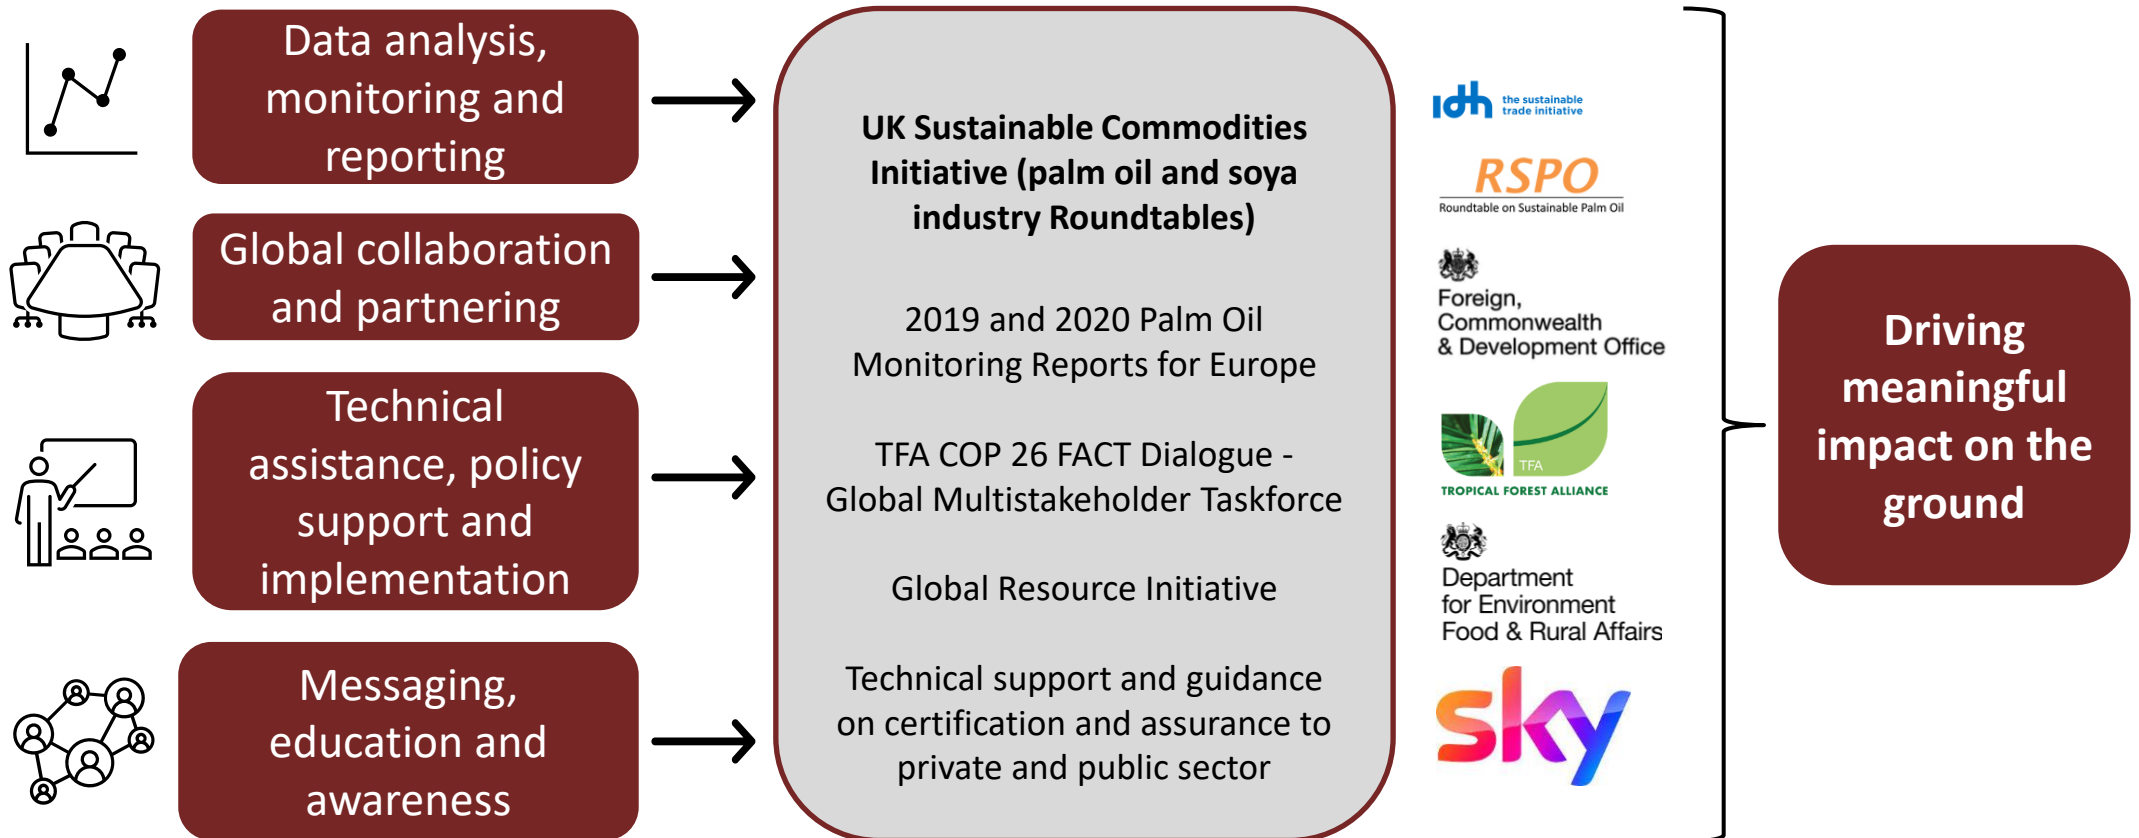 Data analysis,
monitoring and
reporting
Global collaboration
and partnering
Technical
assistance, policy
support and
implementation
Messaging,
education and
awareness
UK Sustainable Commodities
Initiative (palm oil and soya
industry Roundtables)
2019 and 2020 Palm Oil
Monitoring Reports for Europe
TFA COP 26 FACT Dialogue -
Global Multistakeholder Taskforce
Global Resource Initiative
Technical support and guidance
on certification and assurance to
private and public sector
idh the sustainable
trade initiative
RSPO
Roundtable on Sustainable Palm Oil
Foreign,
Commonwealth
& Development Office
TFA
TROPICAL FOREST ALLIANCE
Department
for Environment
Food & Rural Affairs
sky
Driving
meaningful
impact on the
ground